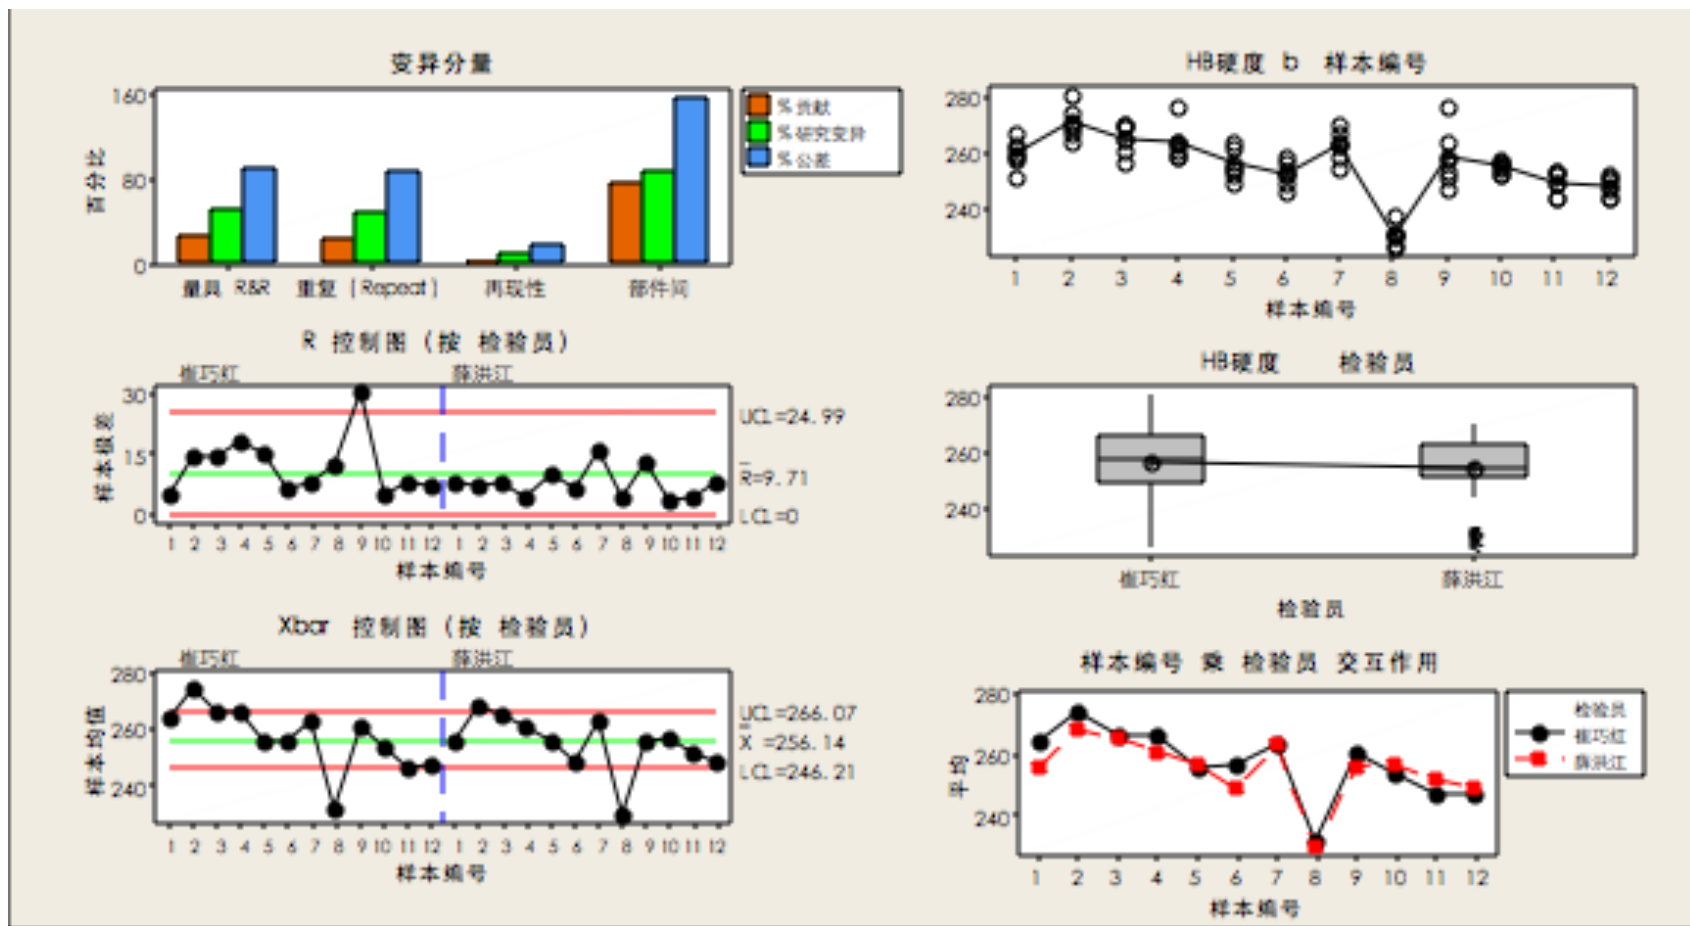 变异分量
160
80
0
百分比
量具 R&R
重复 (Repeat)
再现性
部件间
% 贡献
% 研究变异
% 公差
HB硬度 b 样本编号
280
260
240
1 2 3 4 5 6 7 8 9 10 11 12
样本编号
R 控制图 (按 检验员)
崔巧红 薛洪江
30
15
0
样本极差
UCL=24.99
R=9.71
LCL=0
1 2 3 4 5 6 7 8 9 10 11 12 1 2 3 4 5 6 7 8 9 10 11 12
样本编号
HB硬度 检验员
280
260
240
崔巧红 薛洪江
检验员
Xbar 控制图 (按 检验员)
崔巧红 薛洪江
280
260
240
样本均值
UCL=266.07
X =256.14
LCL=246.21
1 2 3 4 5 6 7 8 9 10 11 12 1 2 3 4 5 6 7 8 9 10 11 12
样本编号
样本编号 乘 检验员 交互作用
280
260
240
平均
1 2 3 4 5 6 7 8 9 10 11 12
样本编号
检验员
崔巧红
薛洪江